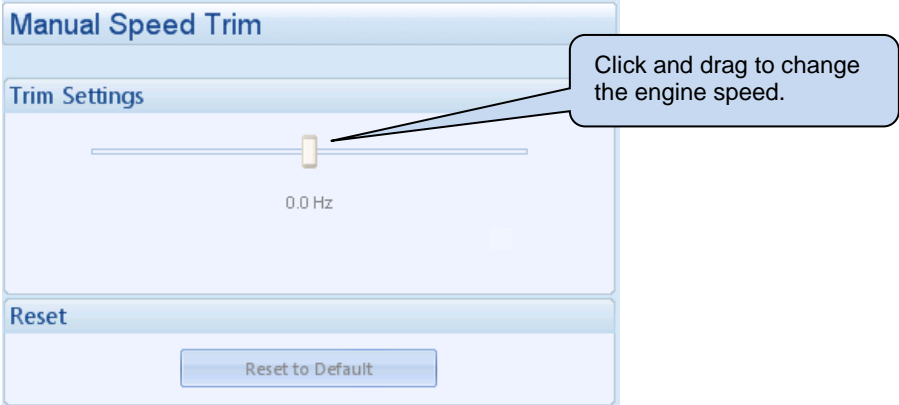 Manual Speed Trim
Click and drag to change
the engine speed.
Trim Settings
0.0 Hz
Reset
Reset to Default